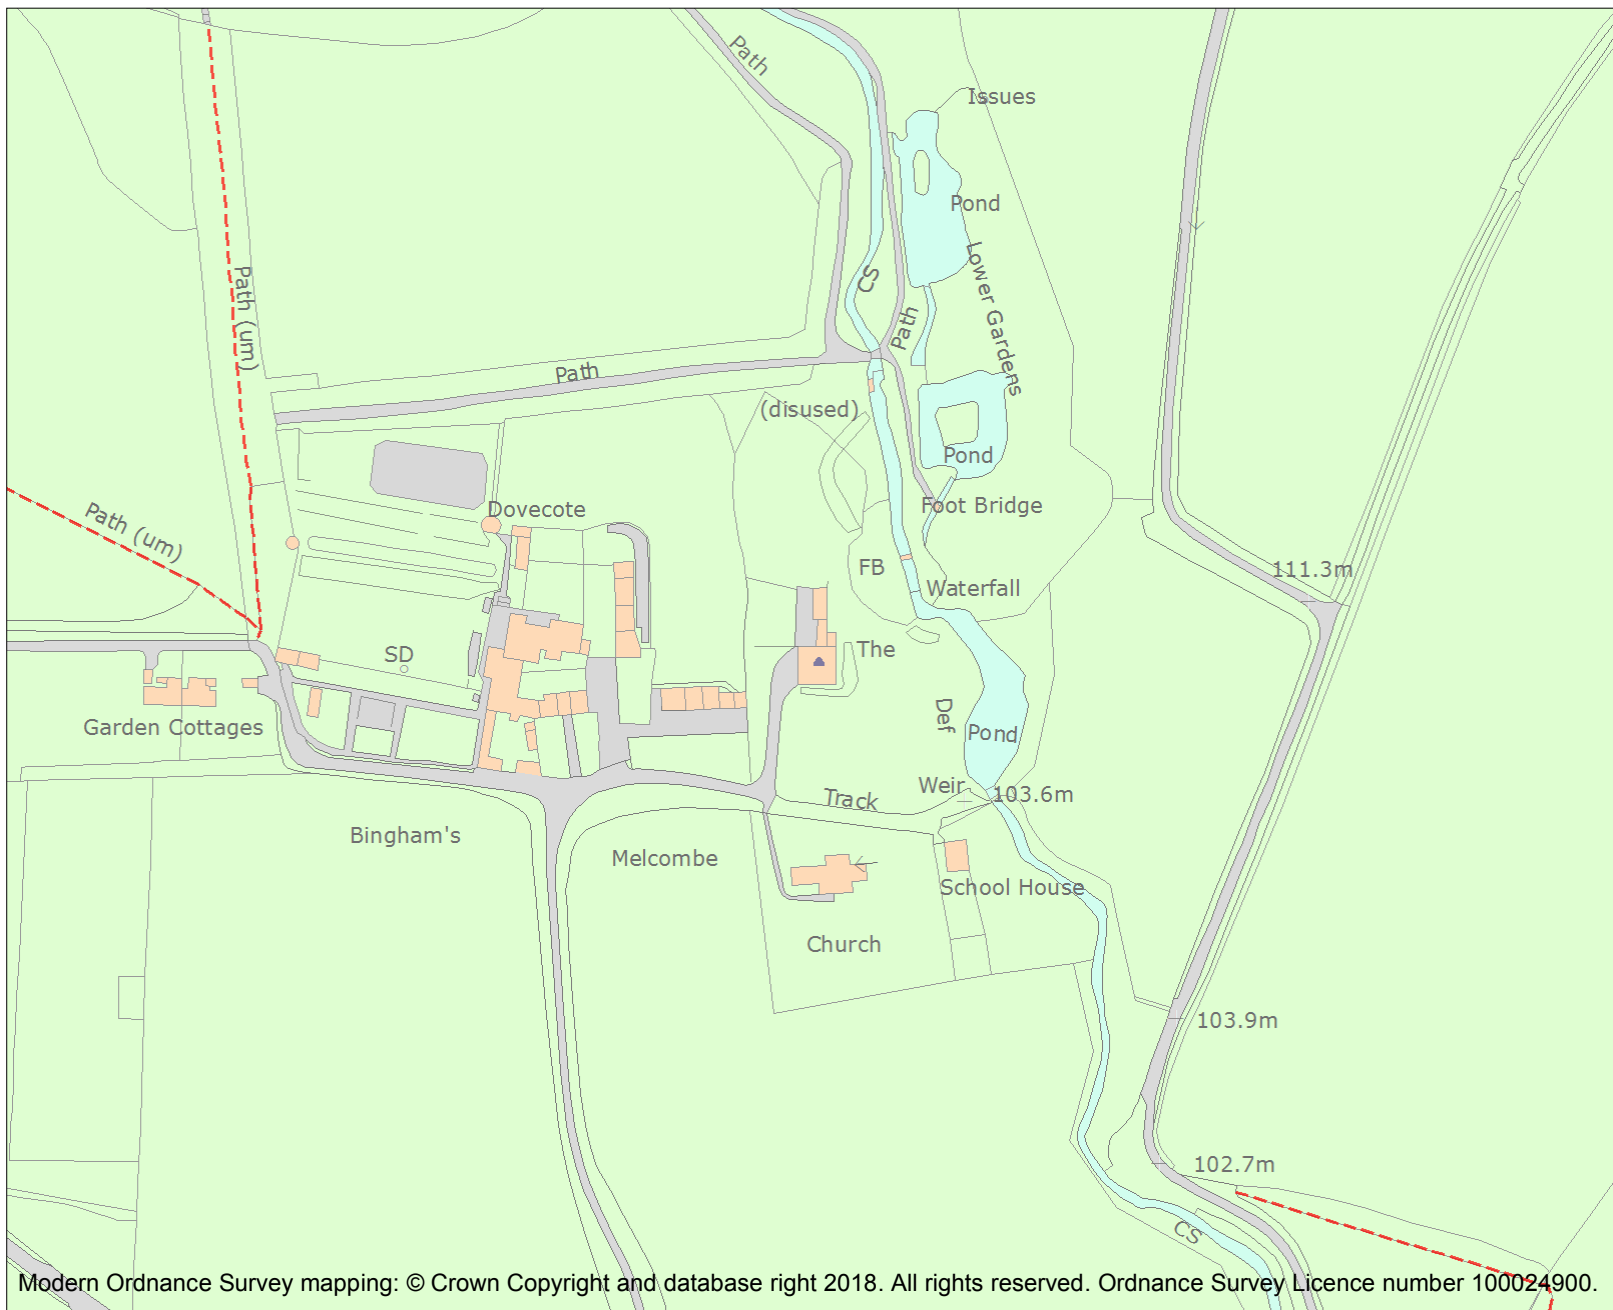 Path
Issues
Pond
Lower Gardens
CS
Path
Path (um)
Path
(disused)
Pond
Path (um)
Dovecote
Foot Bridge
FB
Waterfall
111.3m
SD
The
Garden Cottages
Def
Pond
Weir
103.6m
Track
Bingham's
Melcombe
School House
Church
103.9m
102.7m
CS
Modern Ordnance Survey mapping: © Crown Copyright and database right 2018. All rights reserved. Ordnance Survey Licence number 100024900.